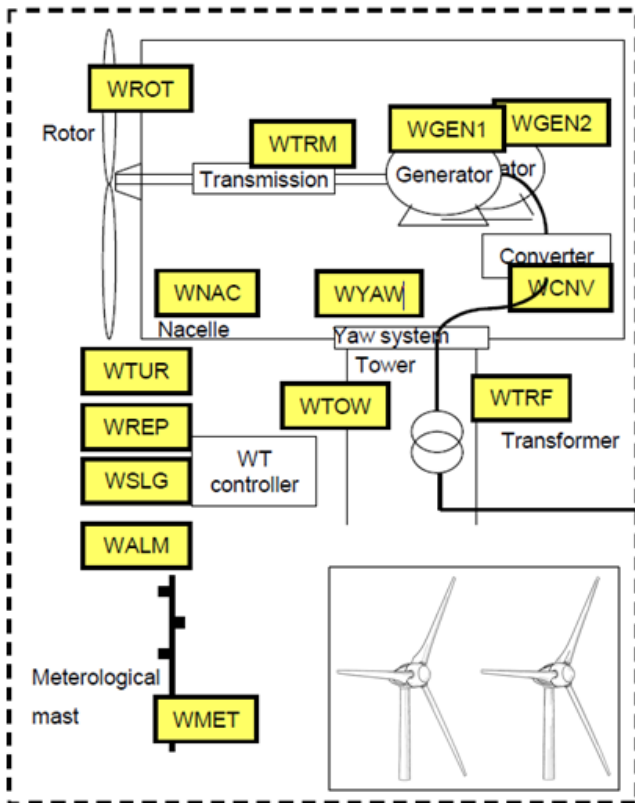 WROT
Rotor
WTRM
WGEN1
WGEN2
Transmission
Generator
ator
Converter
WCNV
WNAC
Nacelle
WYAW
Yaw system
Tower
WTUR
WTOW
WTRF
Transformer
WREP
WT
controller
WSLG
WALM
Meterological
mast
WMET